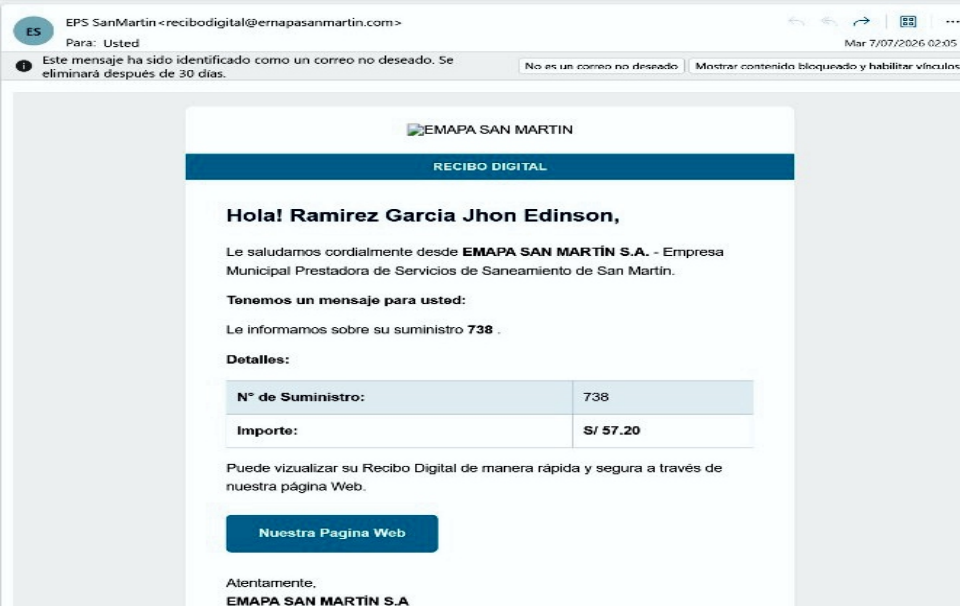 ES
EPS SanMartin <recibodigital@emapasanmartin.com>
Para: Usted
Mar 7/07/2026 02:05
Este mensaje ha sido identificado como un correo no deseado. Se
eliminará después de 30 días.
No es un correo no deseado
Mostrar contenido bloqueado y habilitar vínculos
EMAPA SAN MARTIN
RECIBO DIGITAL
Hola! Ramirez Garcia Jhon Edinson,
Le saludamos cordialmente desde EMAPA SAN MARTÍN S.A. - Empresa
Municipal Prestadora de Servicios de Saneamiento de San Martín.
Tenemos un mensaje para usted:
Le informamos sobre su suministro 738 .
Detalles:
N° de Suministro: 738
Importe: S/ 57.20
Puede vizualizar su Recibo Digital de manera rápida y segura a través de
nuestra página Web.
Nuestra Pagina Web
Atentamente,
EMAPA SAN MARTÍN S.A